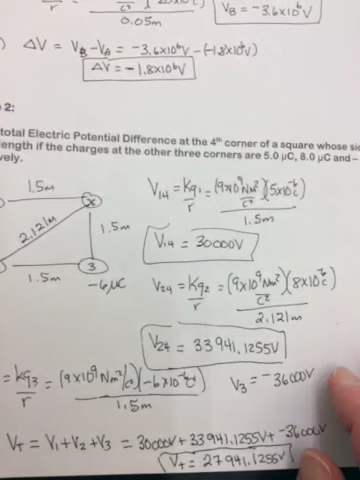 r
0.05m
V_B = -3.6x10⁶V
ΔV = V_B - V_A = -3.6x10⁶V - (-1.8x10⁶V)
ΔV = -1.8x10⁶V
2:
total Electric Potential Difference at the 4th corner of a square whose
length if the charges at the other three corners are 5.0 µC, 8.0 µC and –
vely.
1.5m
2.121m
1.5m
1.5m
3
-6µC
V₁₄ = Kq₁/r = (9x10⁹Nm²/C²)(5x10⁻⁶C)/1.5m
V₁₄ = 30000V
V₂₄ = Kq₂/r = (9x10⁹Nm²/C²)(8x10⁻⁶C)/2.121m
V₂₄ = 33941.1255V
= Kq₃/r = (9x10⁹Nm²/C²)(-6x10⁻⁶C)/1.5m
V₃ = -36000V
V_T = V₁+V₂+V₃ = 30000V + 33941.1255V + -36000V
V_T = 27941.1255V